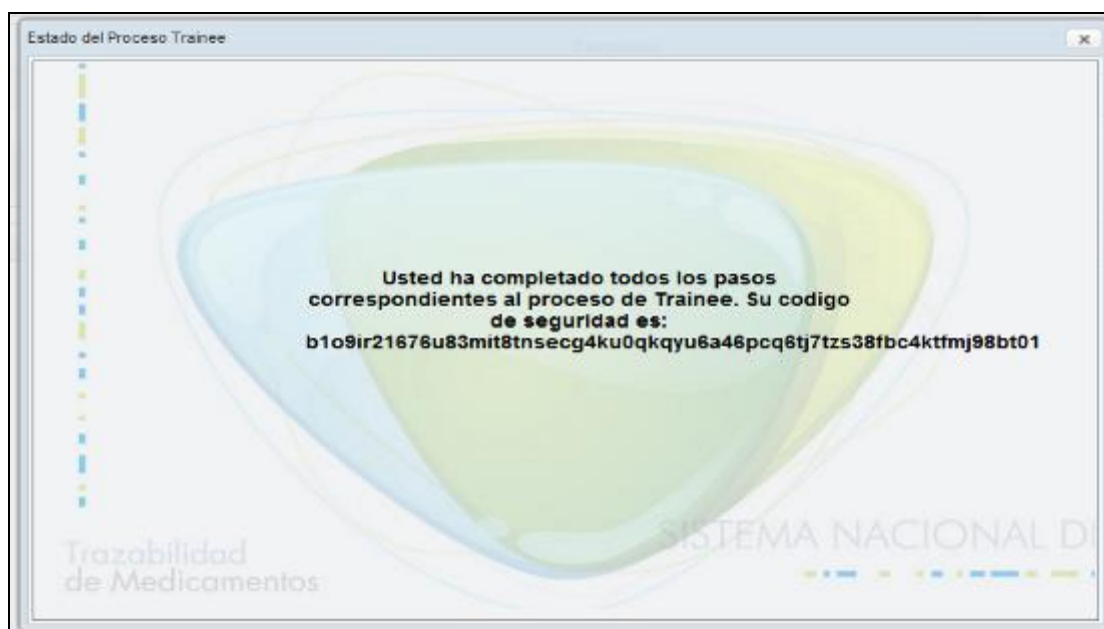 Estado del Proceso Trainee
Usted ha completado todos los pasos
correspondientes al proceso de Trainee. Su codigo
de seguridad es:
b1o9ir21676u83mit8tnsecg4ku0qkqyu6a46pcq6tj7tzs38fbc4ktfmj98bt01
SISTEMA NACIONAL DE
Trazabilidad
de Medicamentos